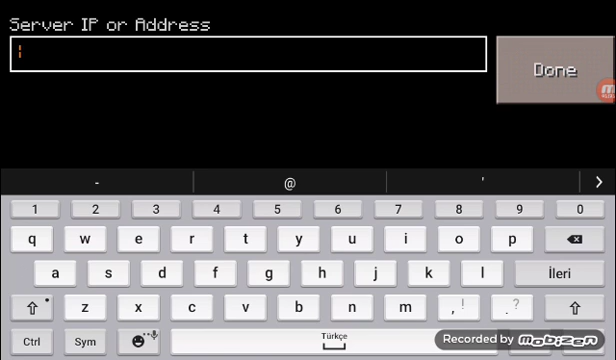 Server IP or Address
Done
- @ '
1 2 3 4 5 6 7 8 9 0
q w e r t y u i o p
a s d f g h j k l İleri
z x c v b n m , ! . ?
Ctrl Sym Türkçe
Recorded by mobizen